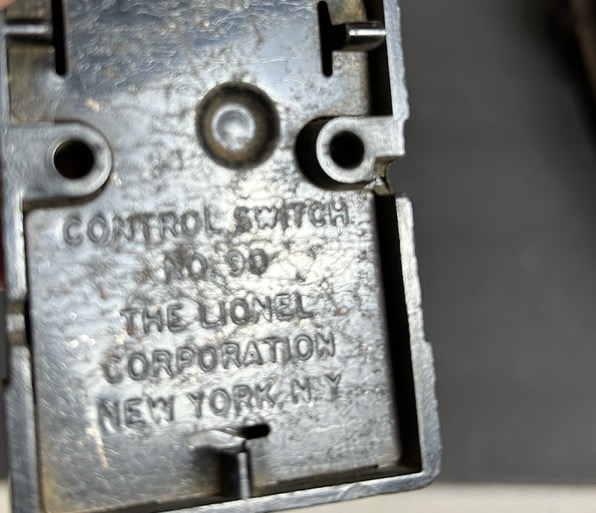 CONTROL SWITCH
NO. 90
THE LIONEL
CORPORATION
NEW YORK, N.Y.